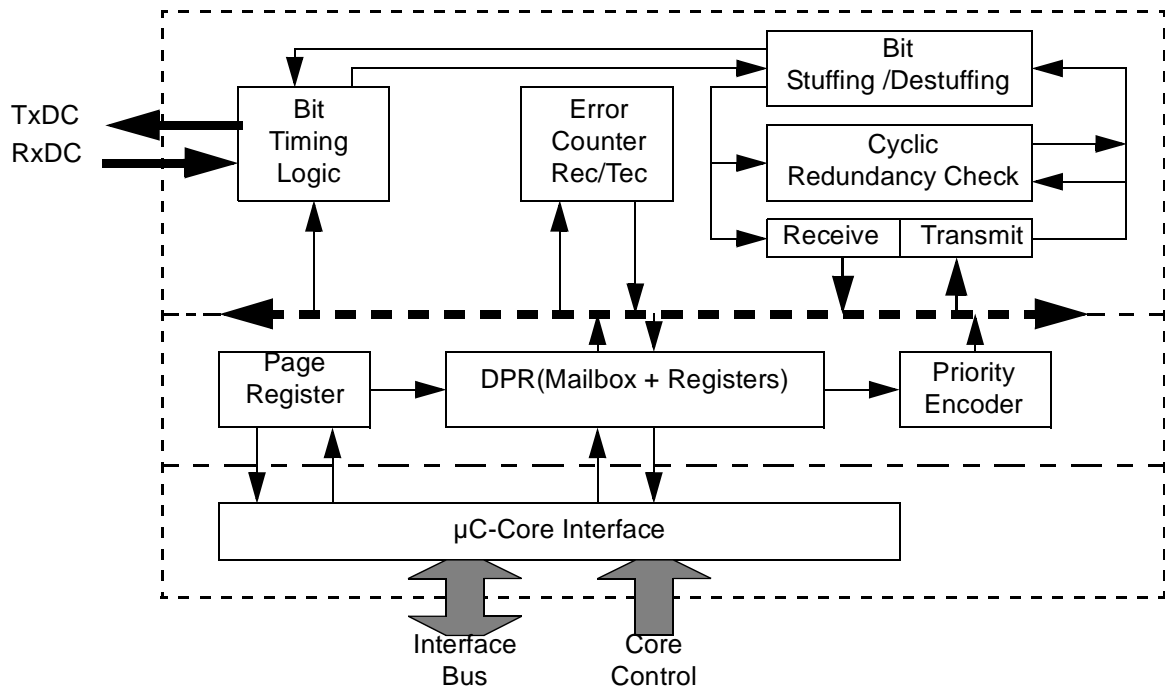 TxDC
RxDC
Bit
Timing
Logic
Error
Counter
Rec/Tec
Bit
Stuffing /Destuffing
Cyclic
Redundancy Check
Receive
Transmit
Page
Register
DPR(Mailbox + Registers)
Priority
Encoder
µC-Core Interface
Interface
Bus
Core
Control